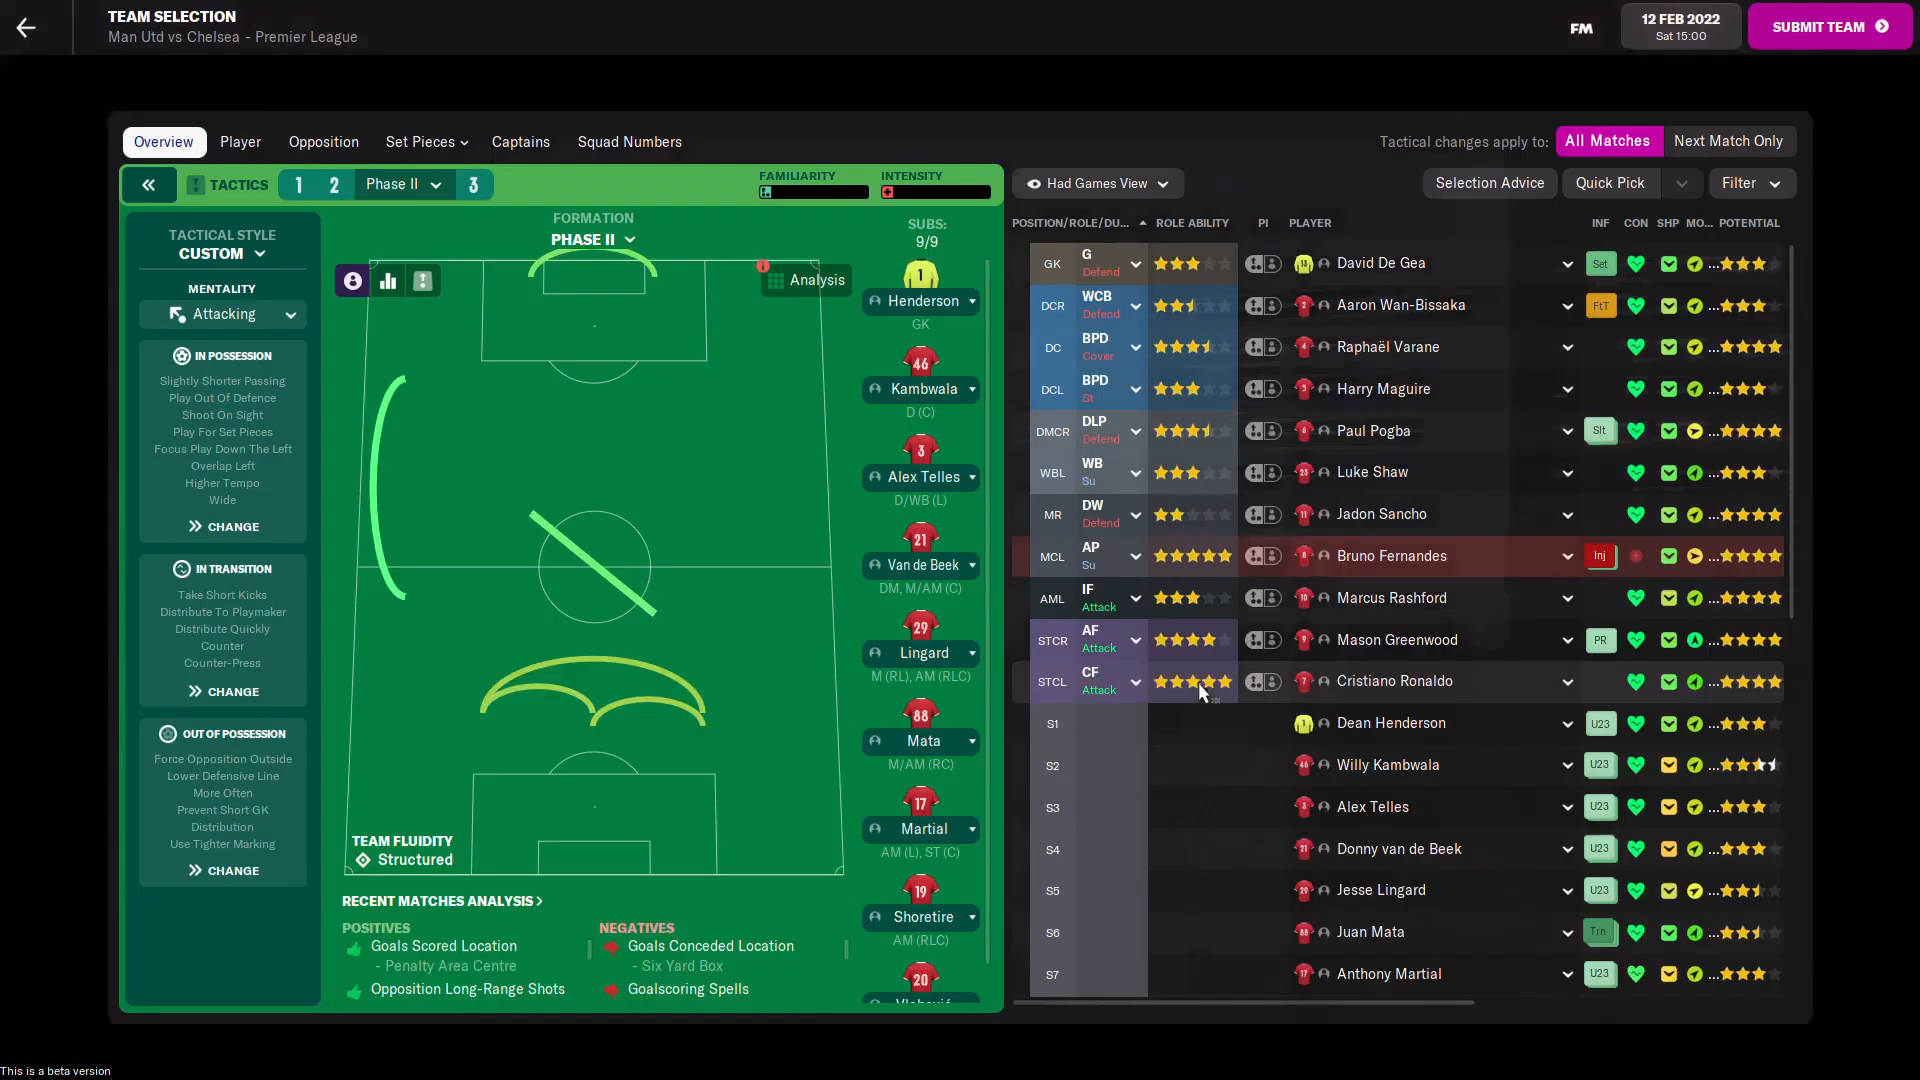 TEAM SELECTION
Man Utd vs Chelsea - Premier League
FM
12 FEB 2022
Sat 15:00
SUBMIT TEAM
Overview
Player
Opposition
Set Pieces
Captains
Squad Numbers
Tactical changes apply to:
All Matches
Next Match Only
TACTICS
1
2
Phase II
3
FAMILIARITY
INTENSITY
Had Games View
Selection Advice
Quick Pick
Filter
TACTICAL STYLE
CUSTOM
MENTALITY
Attacking
IN POSSESSION
Slightly Shorter Passing
Play Out Of Defence
Shoot On Sight
Play For Set Pieces
Focus Play Down The Left
Overlap Left
Higher Tempo
Wide
CHANGE
IN TRANSITION
Take Short Kicks
Distribute To Playmaker
Distribute Quickly
Counter
Counter-Press
CHANGE
OUT OF POSSESSION
Force Opposition Outside
Lower Defensive Line
More Often
Prevent Short GK
Distribution
Use Tighter Marking
CHANGE
FORMATION
PHASE II
Analysis
TEAM FLUIDITY
Structured
RECENT MATCHES ANALYSIS
POSITIVES
Goals Scored Location
- Penalty Area Centre
Opposition Long-Range Shots
NEGATIVES
Goals Conceded Location
- Six Yard Box
Goalscoring Spells
SUBS:
9/9
1
Henderson
GK
46
Kambwala
D (C)
3
Alex Telles
D/WB (L)
21
Van de Beek
DM, M/AM (C)
29
Lingard
M (RL), AM (RLC)
88
Mata
M/AM (RC)
17
Martial
AM (L), ST (C)
19
Shoretire
AM (RLC)
20
POSITION/ROLE/DU... ROLE ABILITY PI PLAYER INF CON SHP MO... POTENTIAL
GK G Defend David De Gea Set ...
DCR WCB Defend Aaron Wan-Bissaka FtT ...
DC BPD Cover Raphaël Varane ...
DCL BPD St Harry Maguire ...
DMCR DLP Defend Paul Pogba Slt ...
WBL WB Su Luke Shaw ...
MR DW Defend Jadon Sancho ...
MCL AP Su Bruno Fernandes Inj ...
AML IF Attack Marcus Rashford ...
STCR AF Attack Mason Greenwood PR ...
STCL CF Attack Cristiano Ronaldo ...
S1 Dean Henderson U23 ...
S2 Willy Kambwala U23 ...
S3 Alex Telles U23 ...
S4 Donny van de Beek U23 ...
S5 Jesse Lingard U23 ...
S6 Juan Mata Trn ...
S7 Anthony Martial U23 ...
This is a beta version